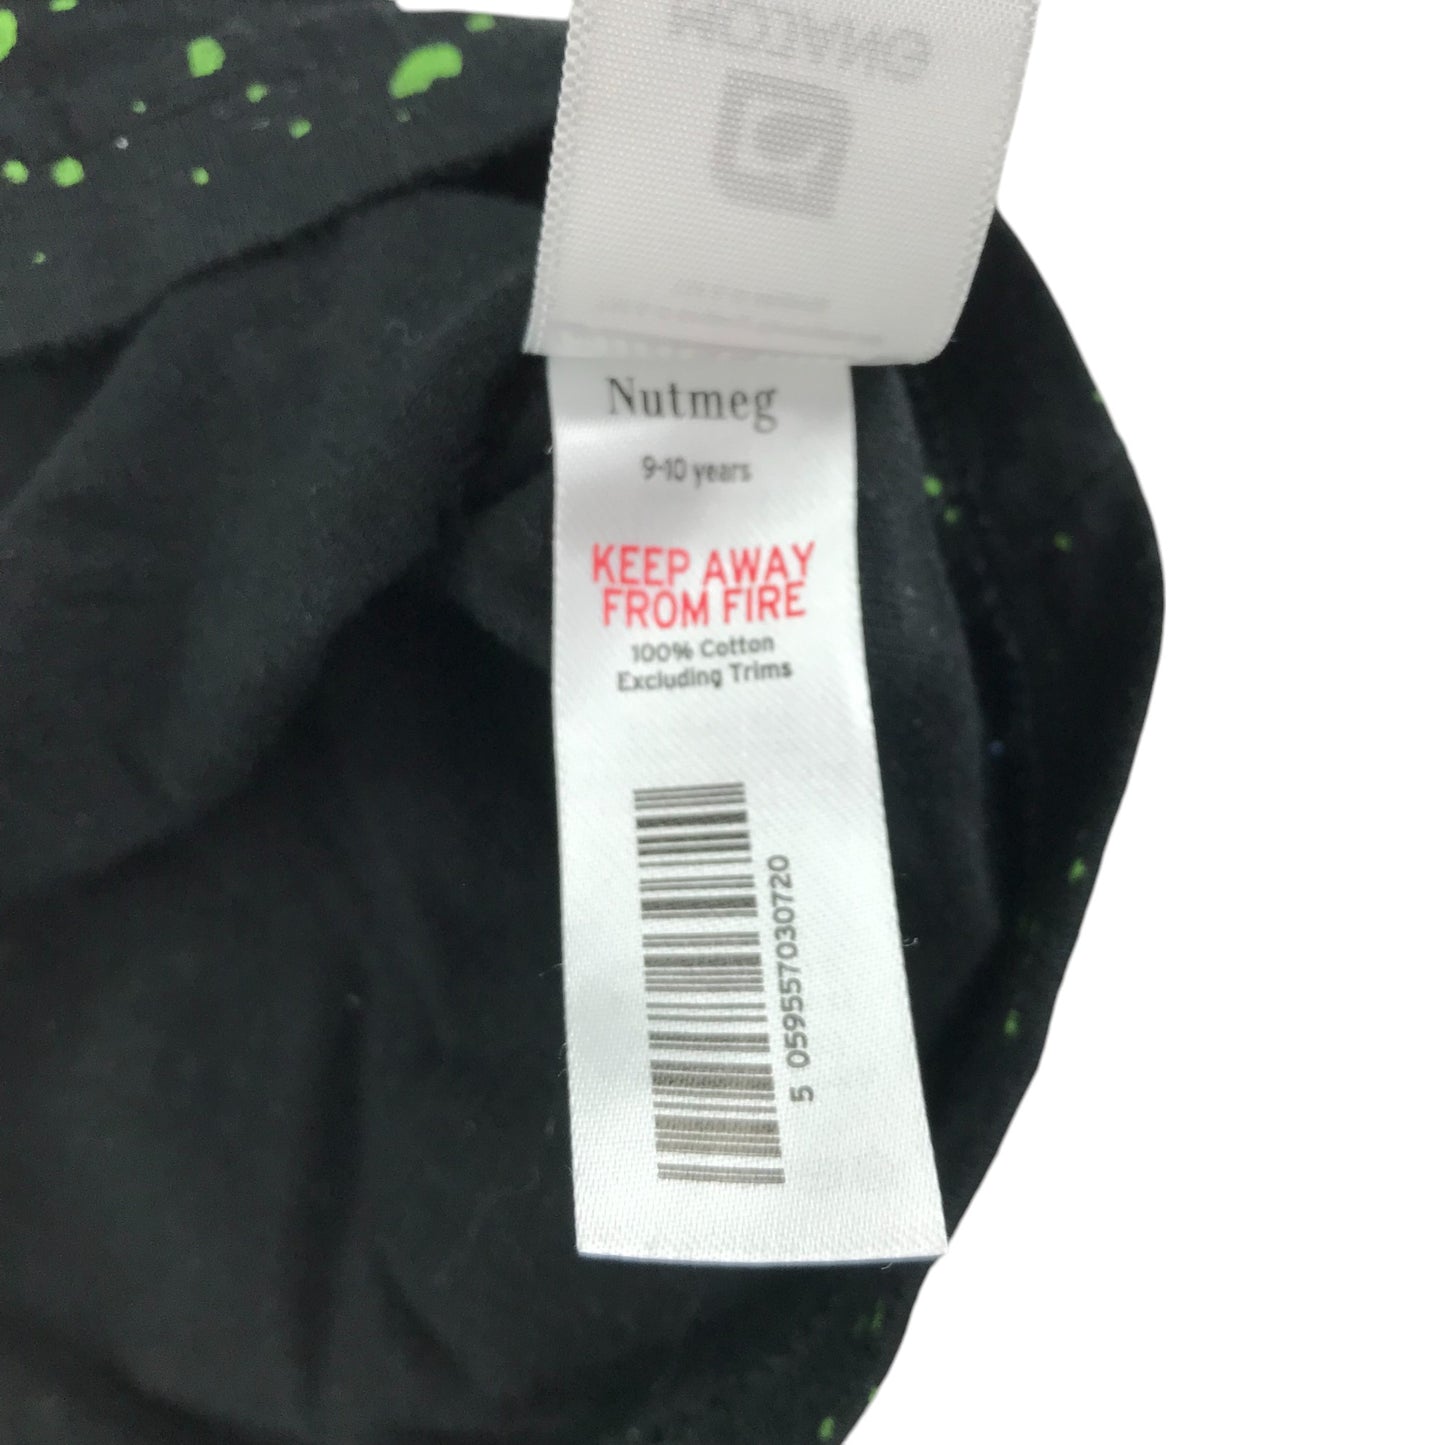 Nutmeg
9-10 years
KEEP AWAY
FROM FIRE
100% Cotton
Excluding Trims
5 059557030720